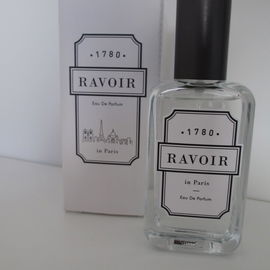 •1780•
RAVOIR
Eau De Parfum
in Paris
•1780•
RAVOIR
in Paris
Eau De Parfum